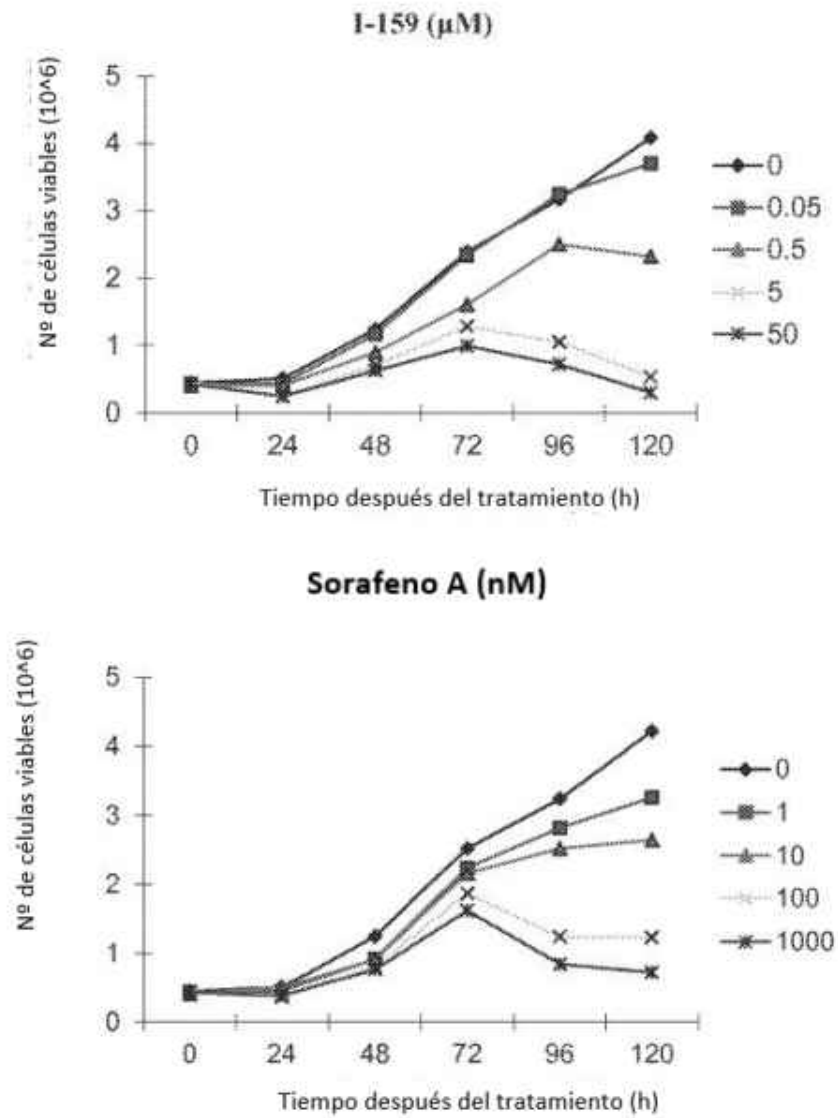 I-159 (µM)
Nº de células viables (10^6)
5
4
3
2
1
0
0 24 48 72 96 120
Tiempo después del tratamiento (h)
0
0.05
0.5
5
50
Sorafeno A (nM)
Nº de células viables (10^6)
5
4
3
2
1
0
0 24 48 72 96 120
Tiempo después del tratamiento (h)
0
1
10
100
1000